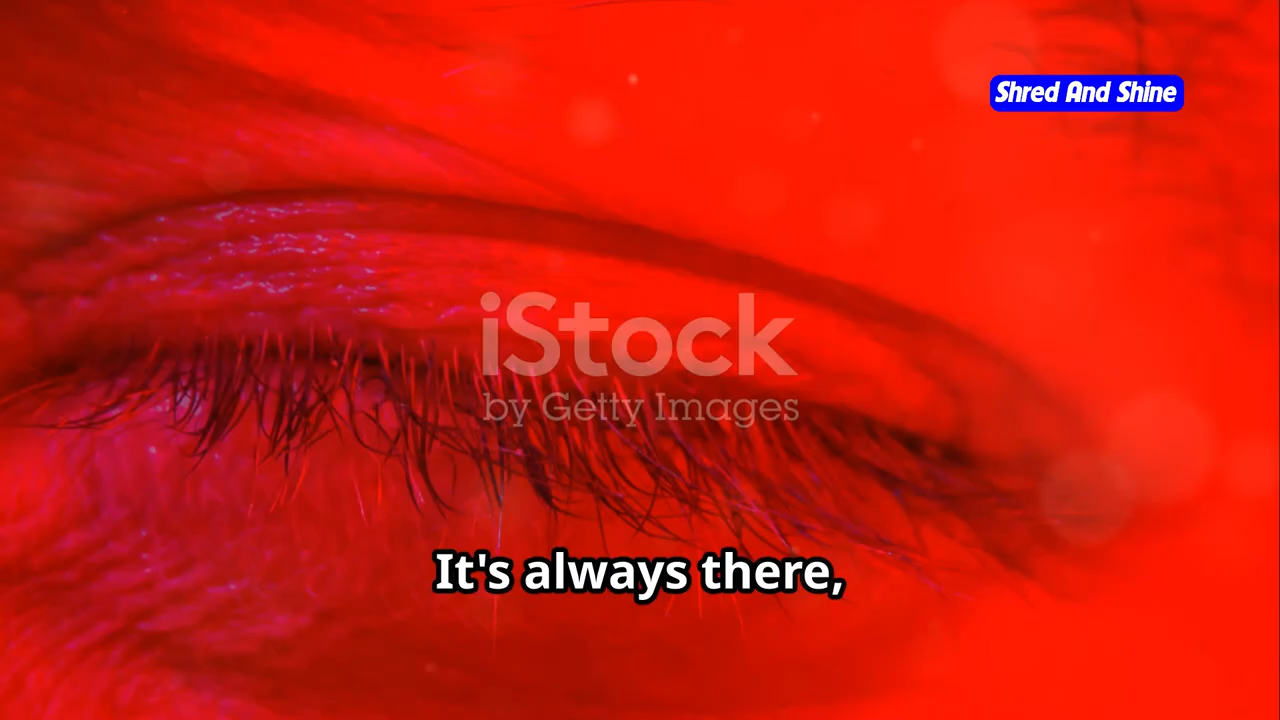 Shred And Shine
iStock
by Getty Images
It's always there,